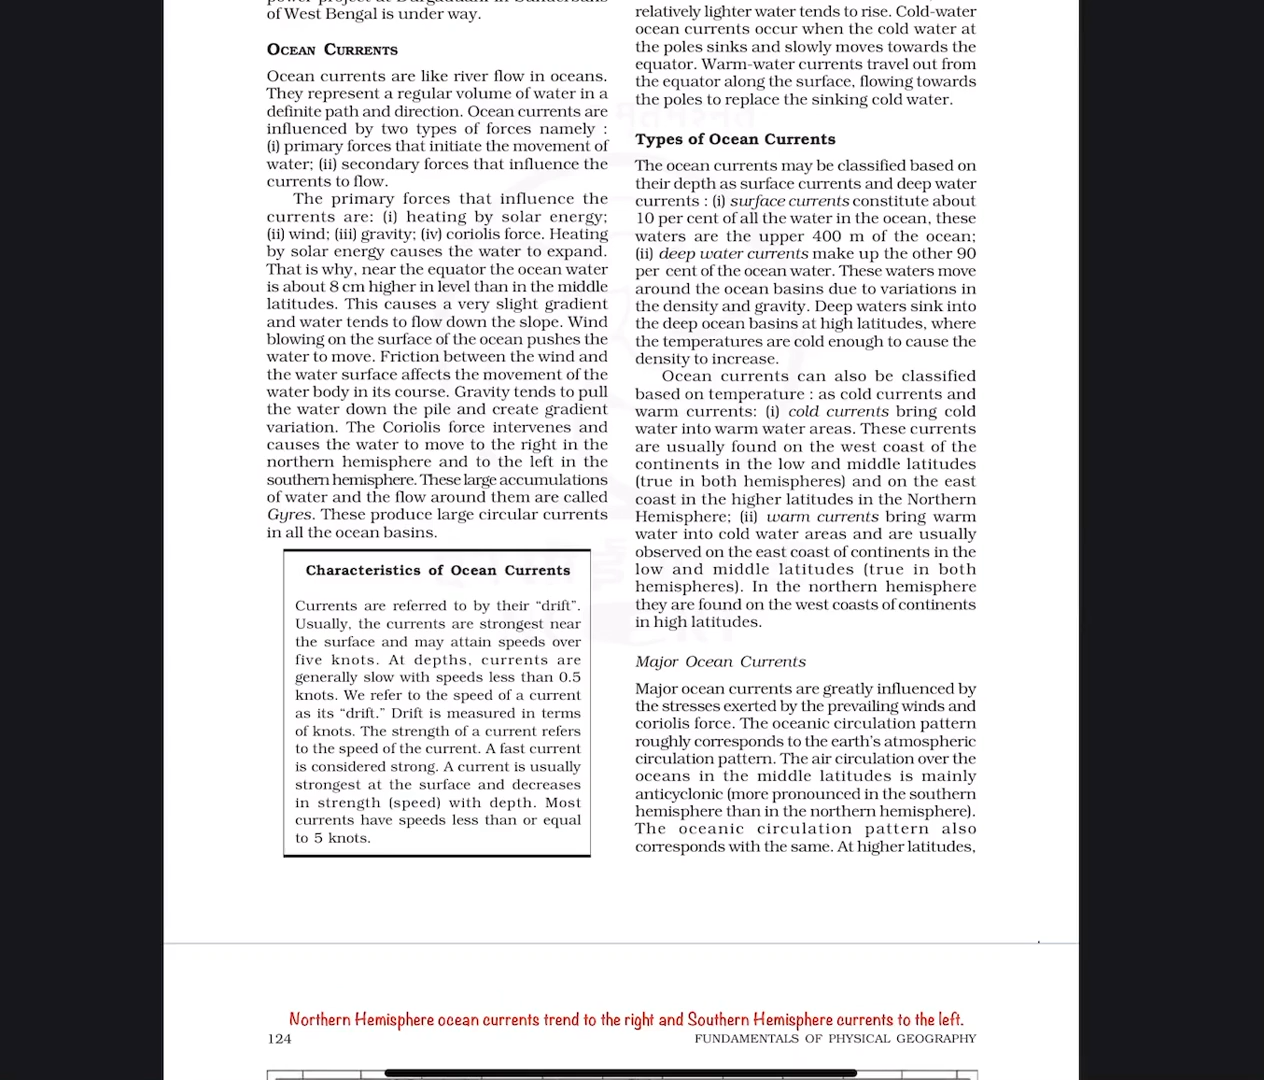 of West Bengal is under way.
OCEAN CURRENTS
Ocean currents are like river flow in oceans.
They represent a regular volume of water in a
definite path and direction. Ocean currents are
influenced by two types of forces namely :
(i) primary forces that initiate the movement of
water; (ii) secondary forces that influence the
currents to flow.
The primary forces that influence the
currents are: (i) heating by solar energy;
(ii) wind; (iii) gravity; (iv) coriolis force. Heating
by solar energy causes the water to expand.
That is why, near the equator the ocean water
is about 8 cm higher in level than in the middle
latitudes. This causes a very slight gradient
and water tends to flow down the slope. Wind
blowing on the surface of the ocean pushes the
water to move. Friction between the wind and
the water surface affects the movement of the
water body in its course. Gravity tends to pull
the water down the pile and create gradient
variation. The Coriolis force intervenes and
causes the water to move to the right in the
northern hemisphere and to the left in the
southern hemisphere. These large accumulations
of water and the flow around them are called
Gyres. These produce large circular currents
in all the ocean basins.
Characteristics of Ocean Currents
Currents are referred to by their “drift”.
Usually, the currents are strongest near
the surface and may attain speeds over
five knots. At depths, currents are
generally slow with speeds less than 0.5
knots. We refer to the speed of a current
as its “drift.” Drift is measured in terms
of knots. The strength of a current refers
to the speed of the current. A fast current
is considered strong. A current is usually
strongest at the surface and decreases
in strength (speed) with depth. Most
currents have speeds less than or equal
to 5 knots.
relatively lighter water tends to rise. Cold-water
ocean currents occur when the cold water at
the poles sinks and slowly moves towards the
equator. Warm-water currents travel out from
the equator along the surface, flowing towards
the poles to replace the sinking cold water.
Types of Ocean Currents
The ocean currents may be classified based on
their depth as surface currents and deep water
currents : (i) surface currents constitute about
10 per cent of all the water in the ocean, these
waters are the upper 400 m of the ocean;
(ii) deep water currents make up the other 90
per cent of the ocean water. These waters move
around the ocean basins due to variations in
the density and gravity. Deep waters sink into
the deep ocean basins at high latitudes, where
the temperatures are cold enough to cause the
density to increase.
Ocean currents can also be classified
based on temperature : as cold currents and
warm currents: (i) cold currents bring cold
water into warm water areas. These currents
are usually found on the west coast of the
continents in the low and middle latitudes
(true in both hemispheres) and on the east
coast in the higher latitudes in the Northern
Hemisphere; (ii) warm currents bring warm
water into cold water areas and are usually
observed on the east coast of continents in the
low and middle latitudes (true in both
hemispheres). In the northern hemisphere
they are found on the west coasts of continents
in high latitudes.
Major Ocean Currents
Major ocean currents are greatly influenced by
the stresses exerted by the prevailing winds and
coriolis force. The oceanic circulation pattern
roughly corresponds to the earth’s atmospheric
circulation pattern. The air circulation over the
oceans in the middle latitudes is mainly
anticyclonic (more pronounced in the southern
hemisphere than in the northern hemisphere).
The oceanic circulation pattern also
corresponds with the same. At higher latitudes,
Northern Hemisphere ocean currents trend to the right and Southern Hemisphere currents to the left.
124
FUNDAMENTALS OF PHYSICAL GEOGRAPHY